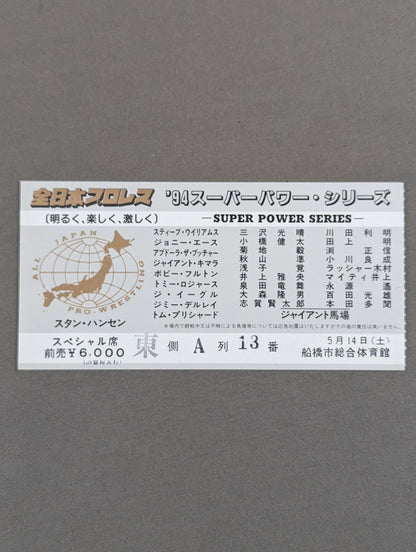 全日本プロレス '94スーパーパワー・シリーズ
〔明るく、楽しく、激しく〕
—SUPER POWER SERIES—
ALL JAPAN PRO-WRESTLING
スタン・ハンセン
スティーブ・ウイリアムス 三沢光晴 川田利明
ジョニー・エース 小橋健太 田上明
アブドーラ・ザ・ブッチャー 菊地毅 渕正信
ジャイアント・キマラ 秋山準 小川良成
ボビー・フルトン 浅子覚 ラッシャー木村
トミー・ロジャース 井上雅央 マイティ井上
ジ・イーグル 泉田竜舞 永源遙
ジミー・デルレイ 大森隆男 百田光雄
トム・プリシャード 志賀賢太郎 本田多聞
ジャイアント馬場
スペシャル席
前売¥6,000
東側 A列 13番
5月14日(土)
船橋市総合体育館